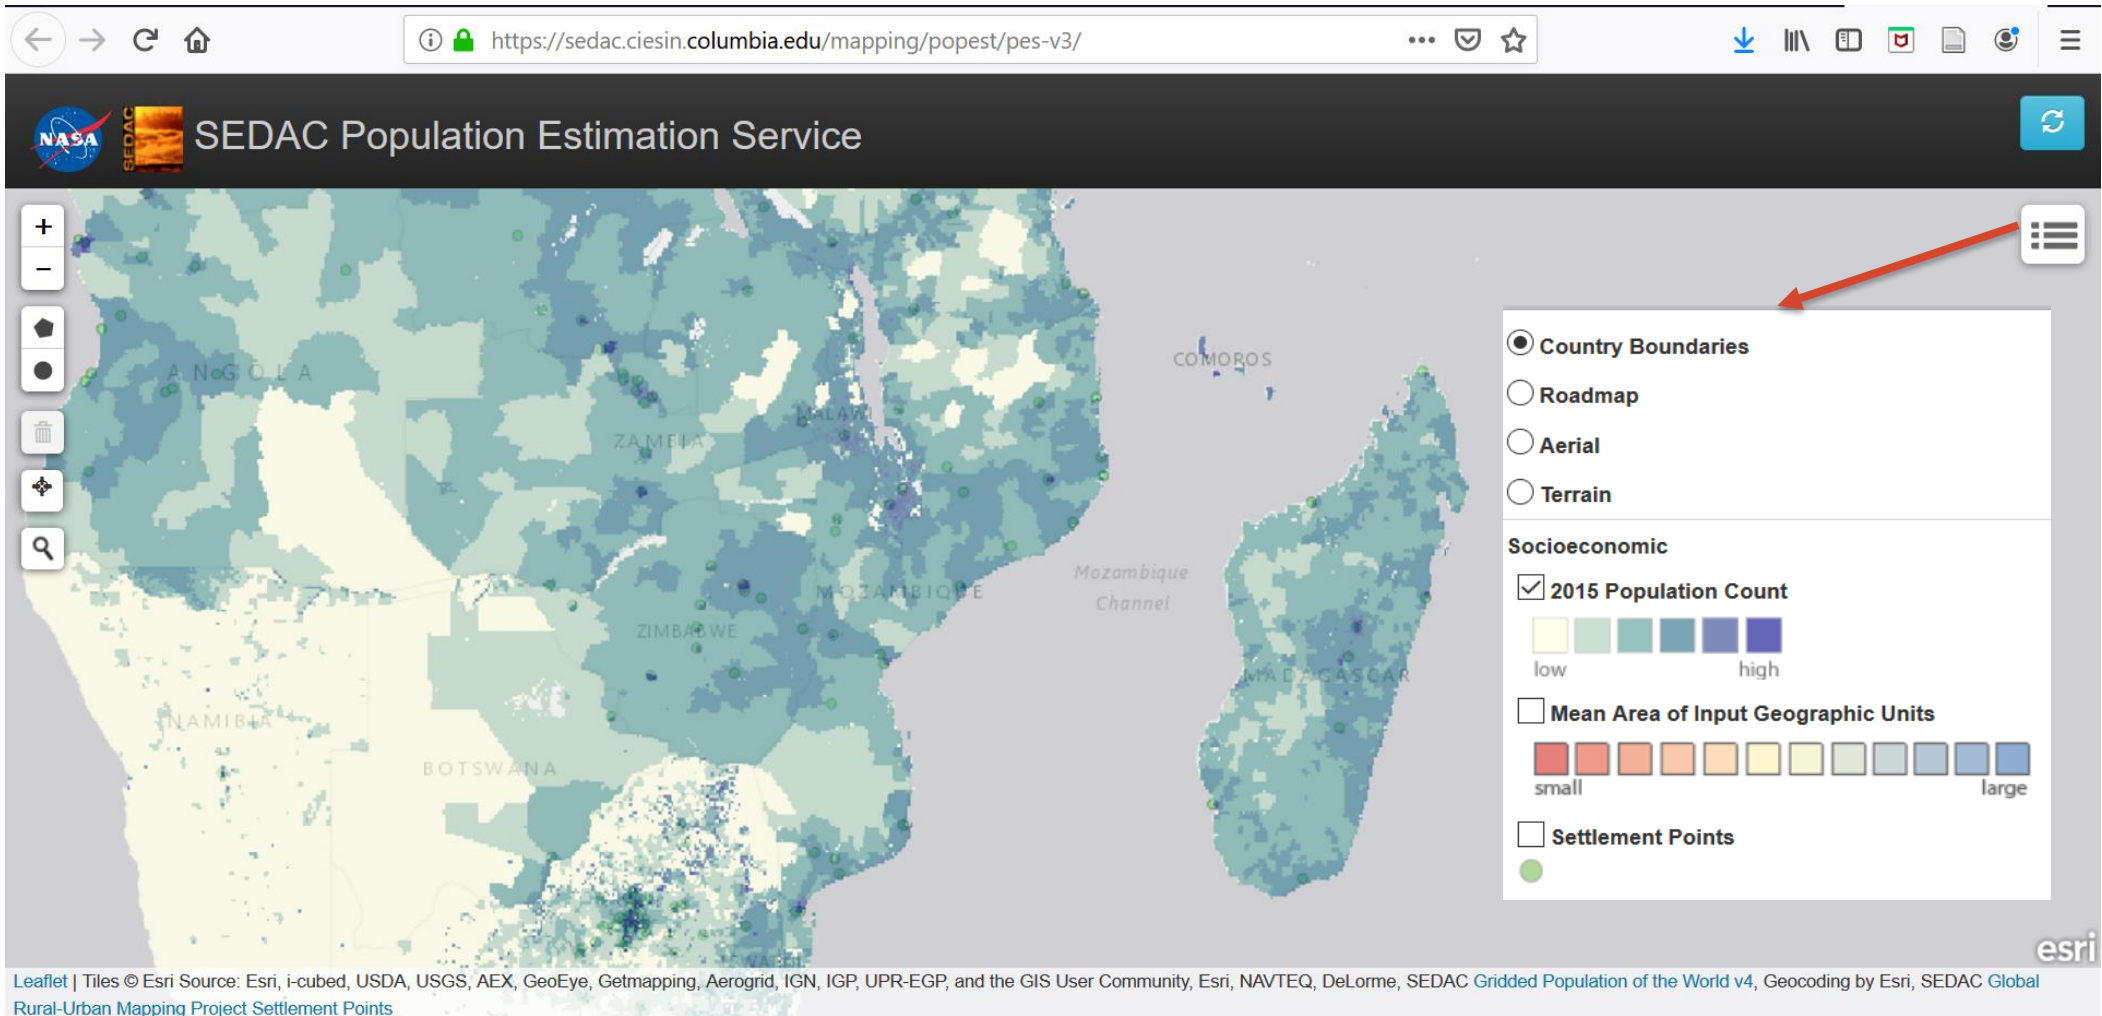 https://sedac.ciesin.columbia.edu/mapping/popest/pes-v3/
NASA
SEDAC
SEDAC Population Estimation Service
+
−
COMOROS
ANGOLA
MALAWI
ZAMBIA
Mozambique
Channel
MOZAMBIQUE
ZIMBABWE
MADAGASCAR
NAMIBIA
BOTSWANA
Country Boundaries
Roadmap
Aerial
Terrain
Socioeconomic
2015 Population Count
low high
Mean Area of Input Geographic Units
small large
Settlement Points
esri
Leaflet | Tiles © Esri Source: Esri, i-cubed, USDA, USGS, AEX, GeoEye, Getmapping, Aerogrid, IGN, IGP, UPR-EGP, and the GIS User Community, Esri, NAVTEQ, DeLorme, SEDAC Gridded Population of the World v4, Geocoding by Esri, SEDAC Global
Rural-Urban Mapping Project Settlement Points